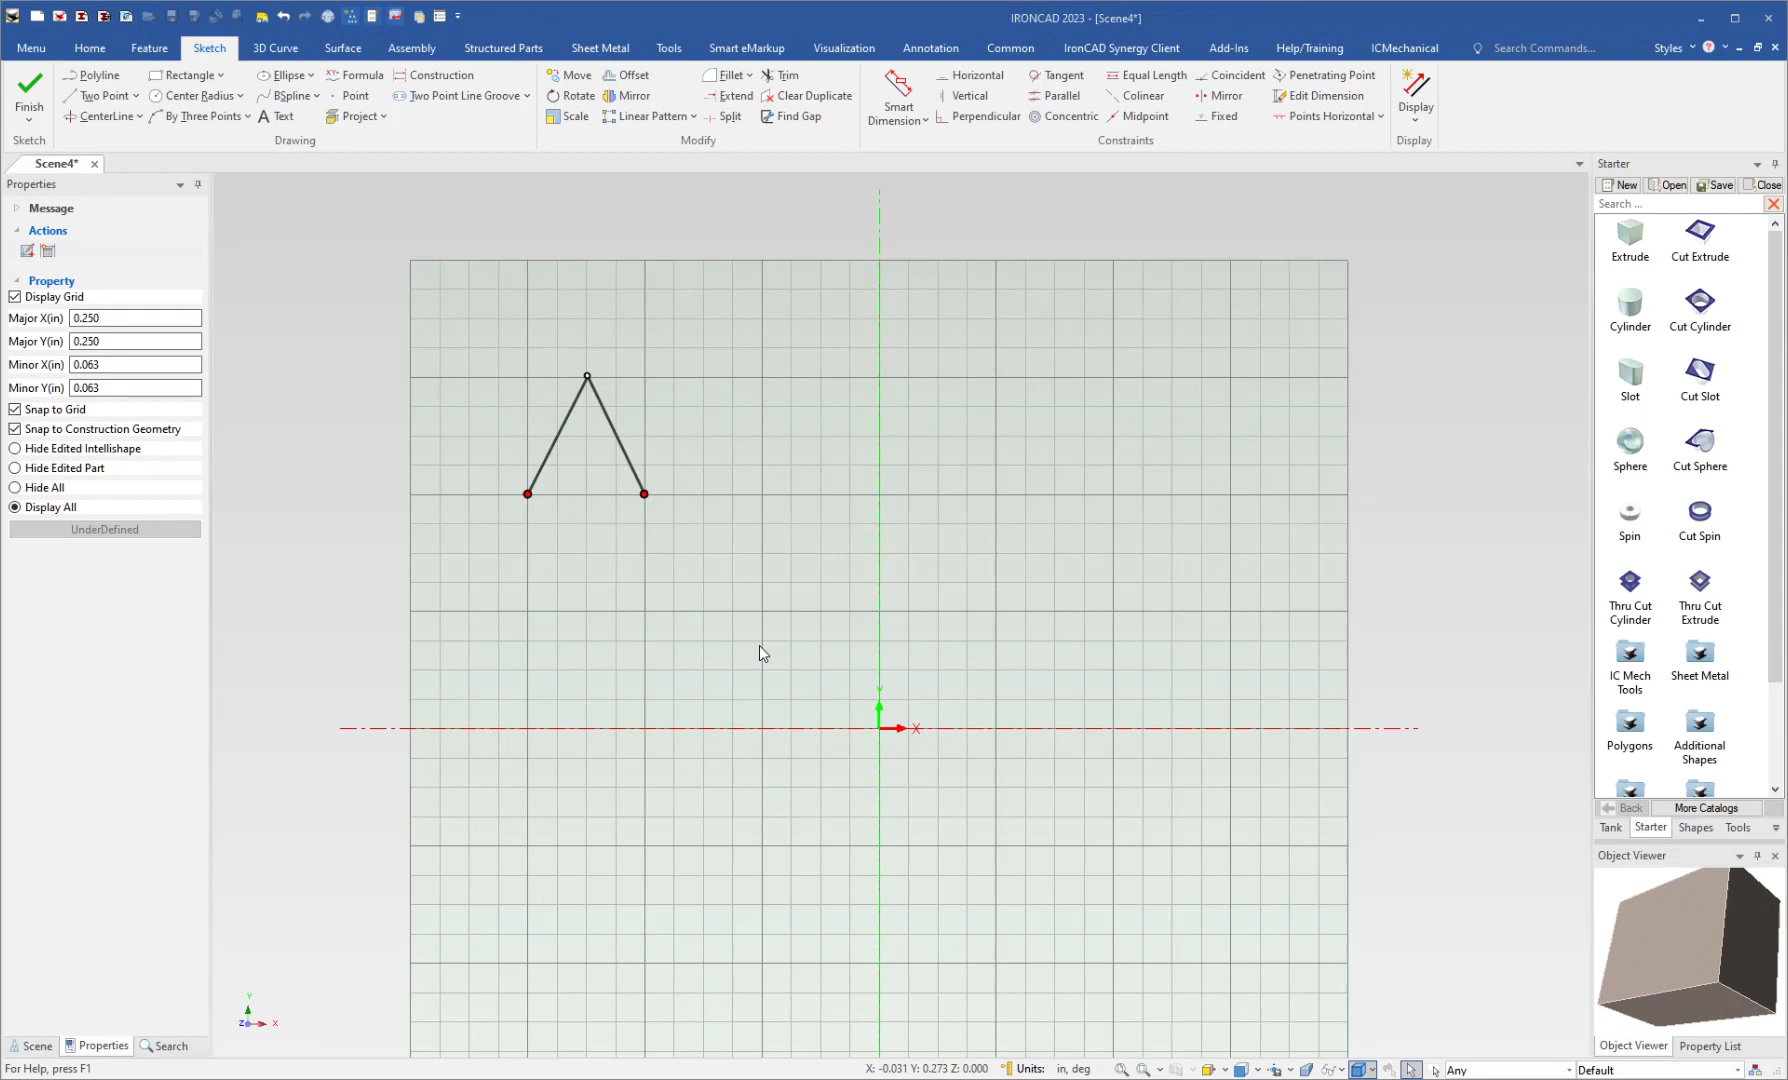 IRONCAD 2023 - [Scene4*]
Menu Home Feature Sketch 3D Curve Surface Assembly Structured Parts Sheet Metal Tools Smart eMarkup Visualization Annotation Common IronCAD Synergy Client Add-Ins Help/Training ICMechanical Search Commands... Styles
Polyline Rectangle Ellipse Formula Construction Move Offset Fillet Trim Horizontal Tangent Equal Length Coincident Penetrating Point
Two Point Center Radius BSpline Point Two Point Line Groove Rotate Mirror Extend Clear Duplicate Vertical Parallel Colinear Mirror Edit Dimension
Finish Smart Dimension Display
CenterLine By Three Points Text Project Scale Linear Pattern Split Find Gap Perpendicular Concentric Midpoint Fixed Points Horizontal
Sketch Drawing Modify Constraints Display
Scene4*
Properties
Message
Actions
Property
Display Grid
Major X(in) 0.250
Major Y(in) 0.250
Minor X(in) 0.063
Minor Y(in) 0.063
Snap to Grid
Snap to Construction Geometry
Hide Edited Intellishape
Hide Edited Part
Hide All
Display All
UnderDefined
Y
X
Y
Z
X
Starter
New Open Save Close
Search ...
Extrude Cut Extrude
Cylinder Cut Cylinder
Slot Cut Slot
Sphere Cut Sphere
Spin Cut Spin
Thru Cut Cylinder
Thru Cut Extrude
IC Mech Tools
Sheet Metal
Polygons
Additional Shapes
Back More Catalogs
Tank Starter Shapes Tools
Object Viewer
Object Viewer Property List
Scene Properties Search
For Help, press F1
X: -0.031 Y: 0.273 Z: 0.000 Units: in, deg Any Default